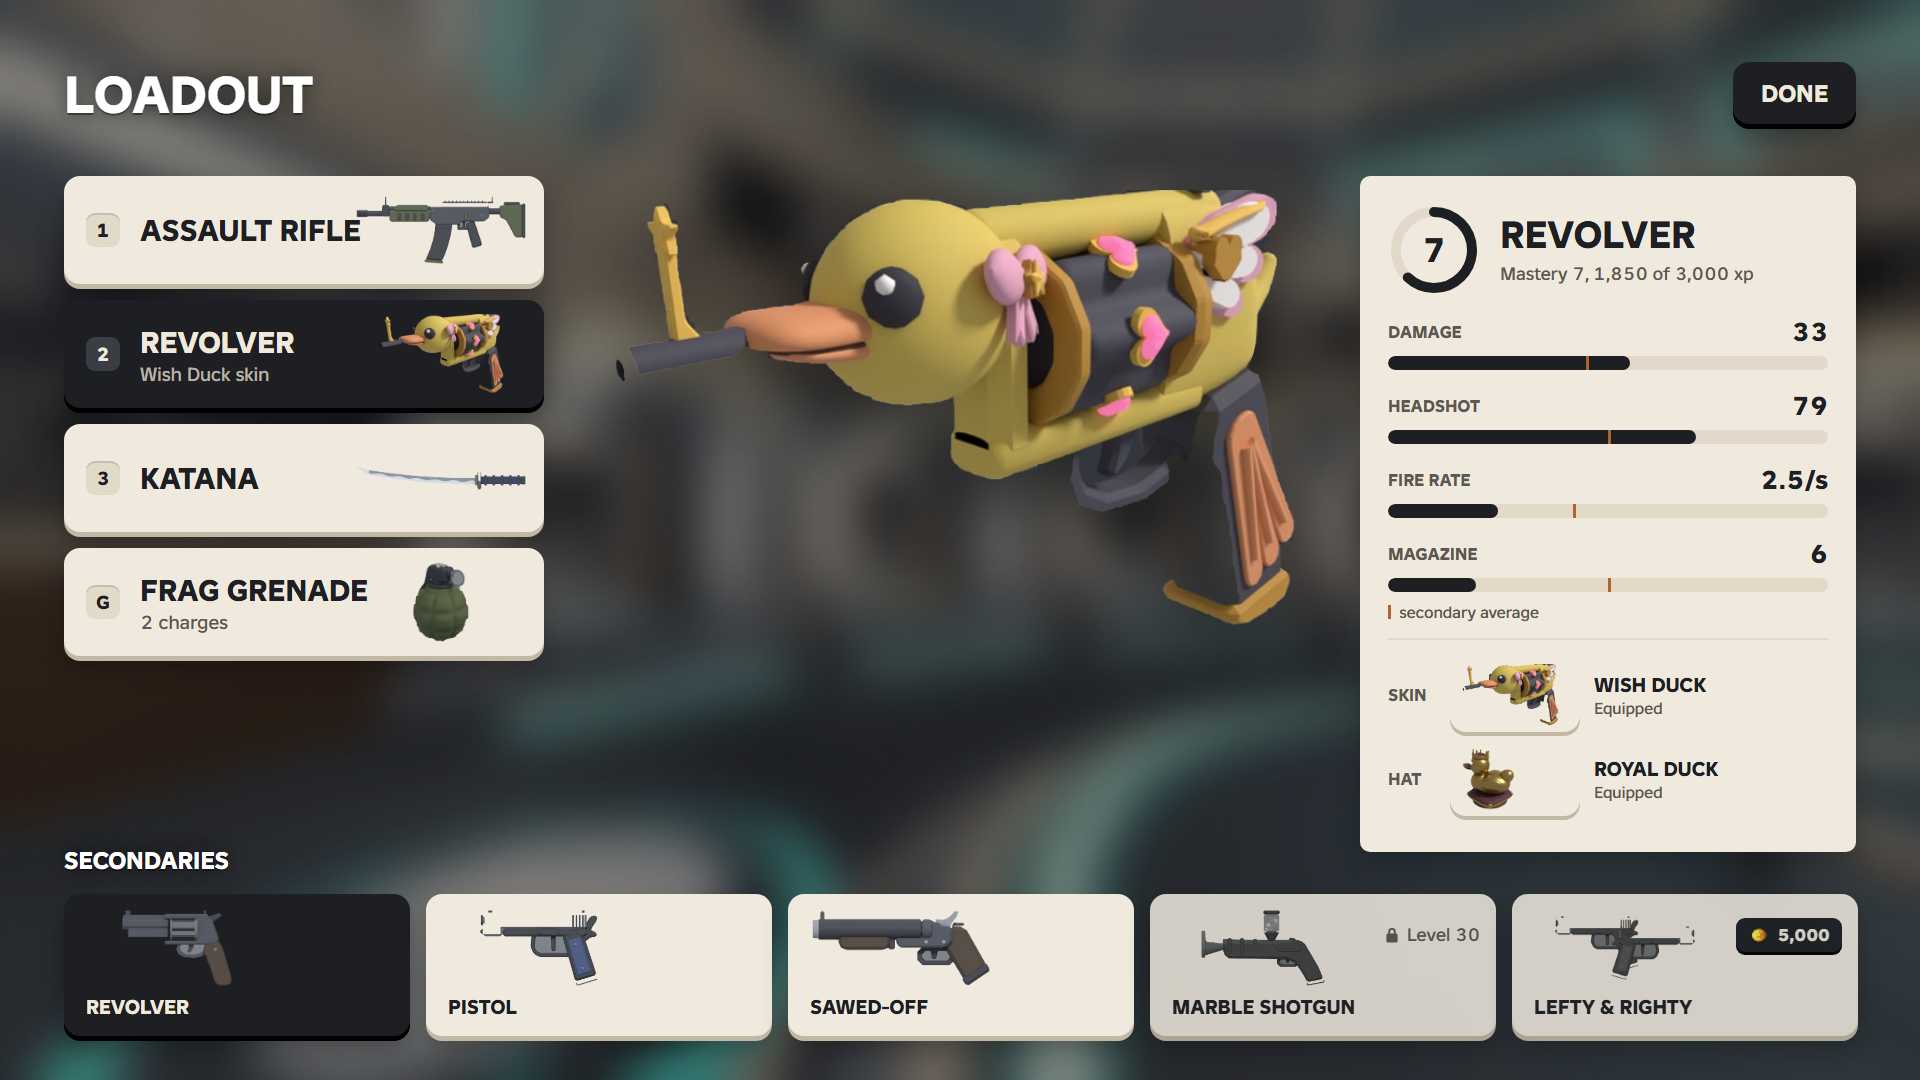 LOADOUT
DONE
1 ASSAULT RIFLE
2 REVOLVER
Wish Duck skin
3 KATANA
G FRAG GRENADE
2 charges
7 REVOLVER
Mastery 7, 1,850 of 3,000 xp
DAMAGE 33
HEADSHOT 79
FIRE RATE 2.5/s
MAGAZINE 6
secondary average
SKIN WISH DUCK
Equipped
HAT ROYAL DUCK
Equipped
SECONDARIES
REVOLVER
PISTOL
SAWED-OFF
Level 30
MARBLE SHOTGUN
5,000
LEFTY & RIGHTY